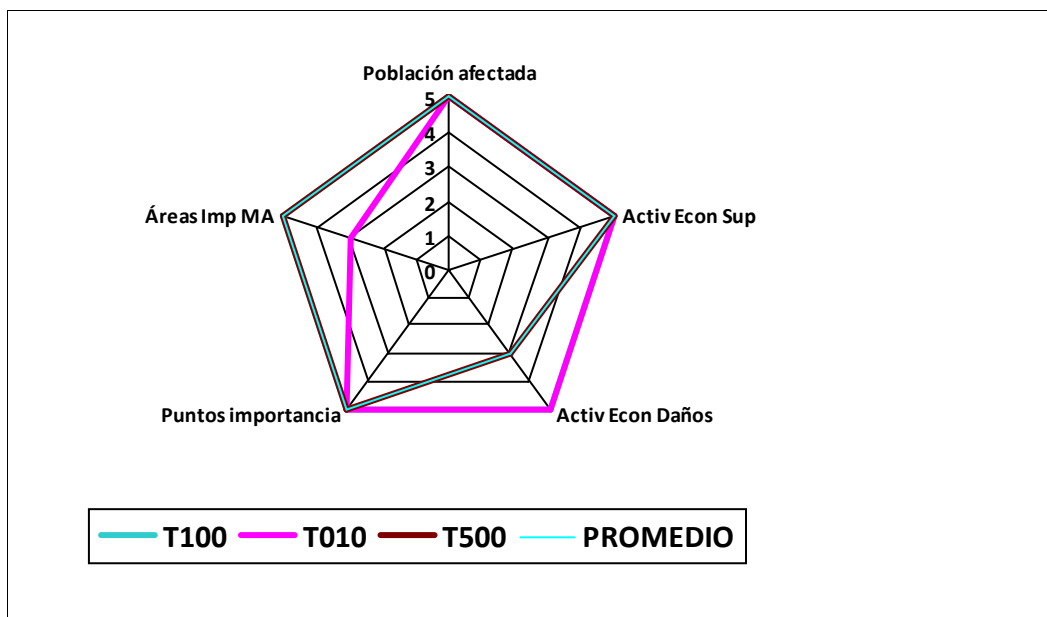 Población afectada
5
4
3
2
1
0
Áreas Imp MA
Activ Econ Sup
Puntos importancia
Activ Econ Daños
T100 T010 T500 PROMEDIO